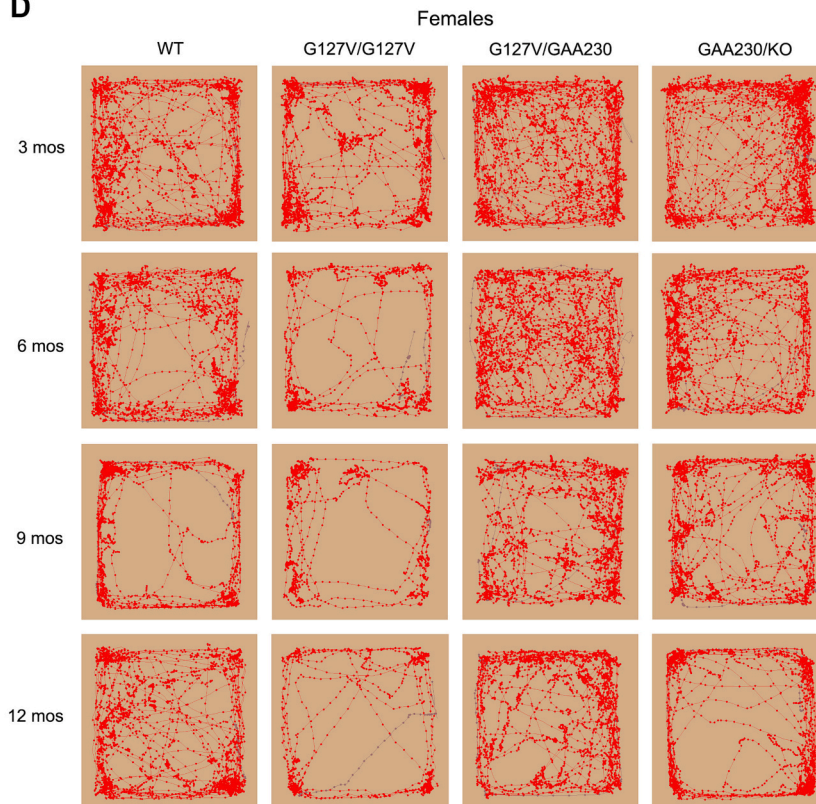 D
Females
WT G127V/G127V G127V/GAA230 GAA230/KO
3 mos
6 mos
9 mos
12 mos